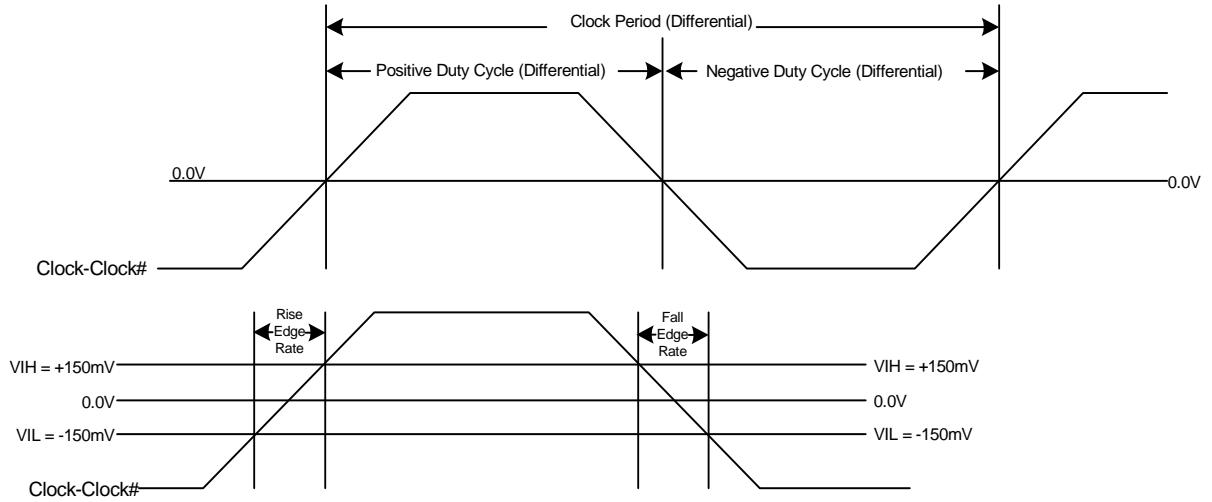 Clock Period (Differential)
Positive Duty Cycle (Differential)
Negative Duty Cycle (Differential)
0.0V
0.0V
Clock-Clock#
Rise
Edge
Rate
Fall
Edge
Rate
VIH = +150mV
VIH = +150mV
0.0V
0.0V
VIL = -150mV
VIL = -150mV
Clock-Clock#